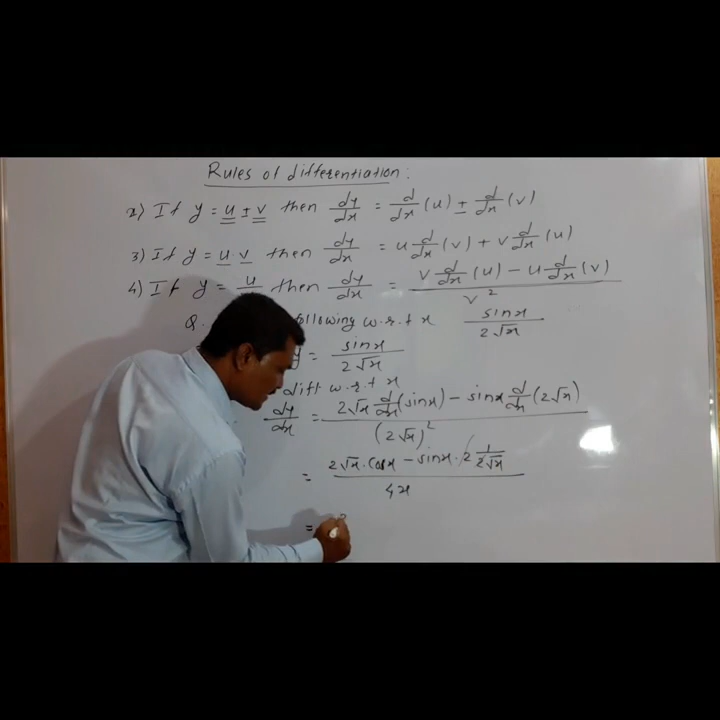 Rules of differentiation:
2) If y = u ± v then dy/dx = d/dx (u) ± d/dx (v)
3) If y = u . v then dy/dx = u d/dx (v) + v d/dx (u)
4) If y = u then dy/dx = (v d/dx (u) - u d/dx (v)) / v²
Q. following w.r.t x sinx / 2√x
y = sinx / 2√x
diff w.r.t x
dy/dx = (2√x d/dx (sinx) - sinx d/dx (2√x)) / (2√x)²
= (2√x . cosx - sinx . 2 1/2√x) / 4x
=